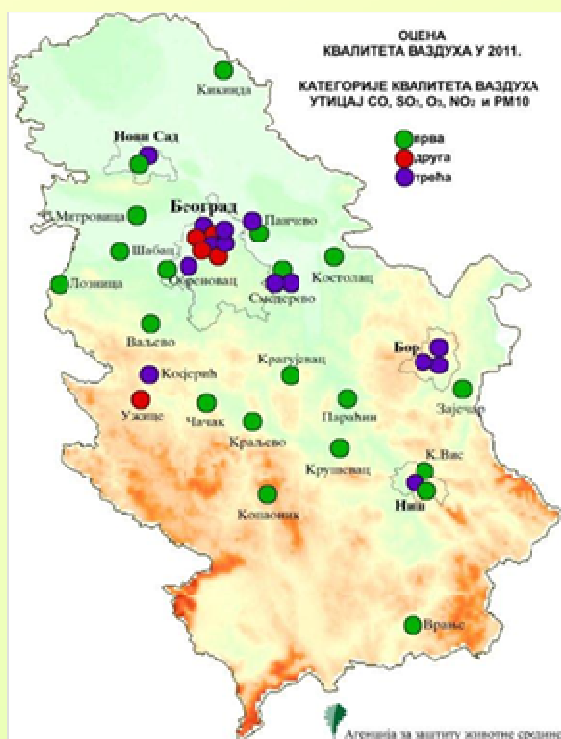 ОЦЕНА
КВАЛИТЕТА ВАЗДУХА У 2011.
КАТЕГОРИЈЕ КВАЛИТЕТА ВАЗДУХА
УТИЦАЈ CO, SO₂, O₃, NO₂ и PM10
прва
друга
трећа
Кикинда
Нови Сад
С.Митровица
Београд
Панчево
Шабац
Обреновац
Костолац
Лозница
Смедерево
Ваљево
Бор
Косјерић
Крагујевац
Зајечар
Ужице
Чачак
Параћин
Краљево
Крушевац
К.Вис
Ниш
Копаоник
Врање
Агенција за заштиту животне средине